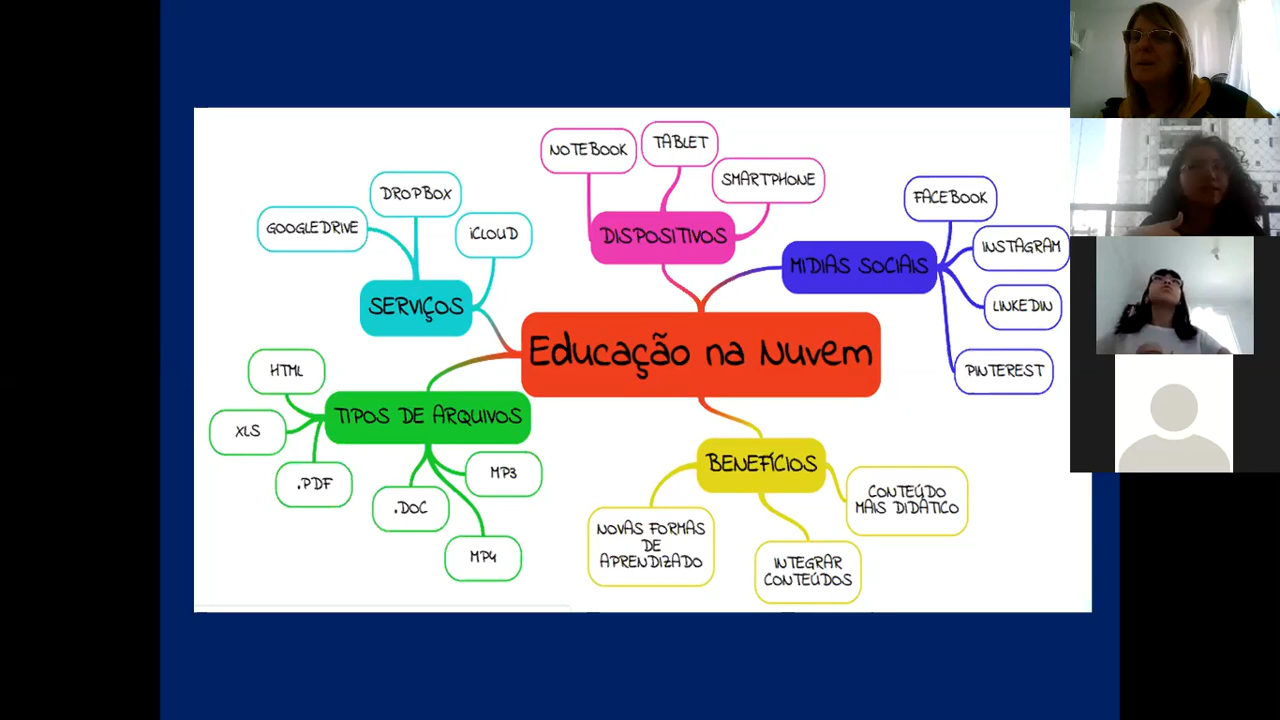 NOTEBOOK
TABLET
SMARTPHONE
DISPOSITIVOS
FACEBOOK
INSTAGRAM
LINKEDIN
PINTEREST
MIDIAS SOCIAIS
GOOGLEDRIVE
DROPBOX
iCLOUD
SERVIÇOS
Educação na Nuvem
HTML
XLS
.PDF
.DOC
MP3
MP4
TIPOS DE ARQUIVOS
BENEFÍCIOS
NOVAS FORMAS
DE
APRENDIZADO
INTEGRAR
CONTEÚDOS
CONTEÚDO
MAIS DIDÁTICO